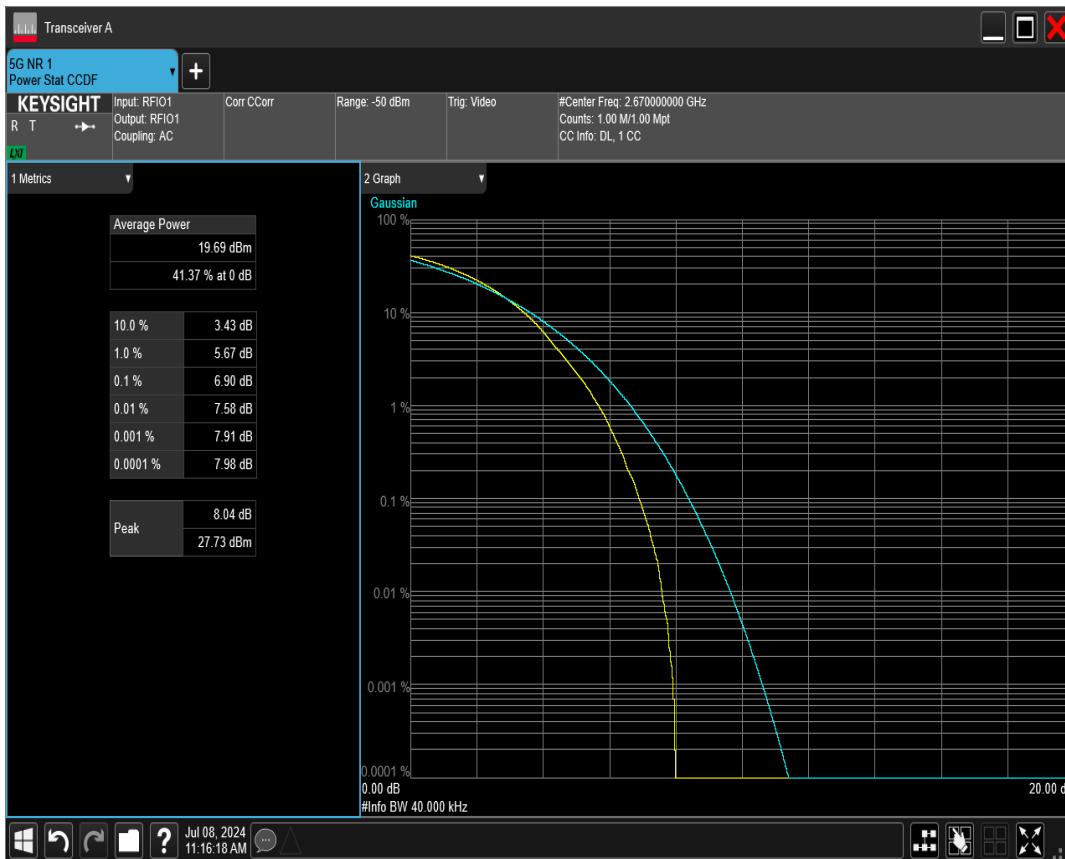 Transceiver A
5G NR 1
Power Stat CCDF
KEYSIGHT
R T
LXI
Input: RFIO1
Output: RFIO1
Coupling: AC
Corr CCorr
Range: -50 dBm
Trig: Video
#Center Freq: 2.670000000 GHz
Counts: 1.00 M/1.00 Mpt
CC Info: DL, 1 CC
1 Metrics
Average Power
19.69 dBm
41.37 % at 0 dB
10.0 % 3.43 dB
1.0 % 5.67 dB
0.1 % 6.90 dB
0.01 % 7.58 dB
0.001 % 7.91 dB
0.0001 % 7.98 dB
Peak
8.04 dB
27.73 dBm
2 Graph
Gaussian
100 %
10 %
1 %
0.1 %
0.01 %
0.001 %
0.0001 %
0.00 dB 20.00 d
#Info BW 40.000 kHz
? Jul 08, 2024
11:16:18 AM